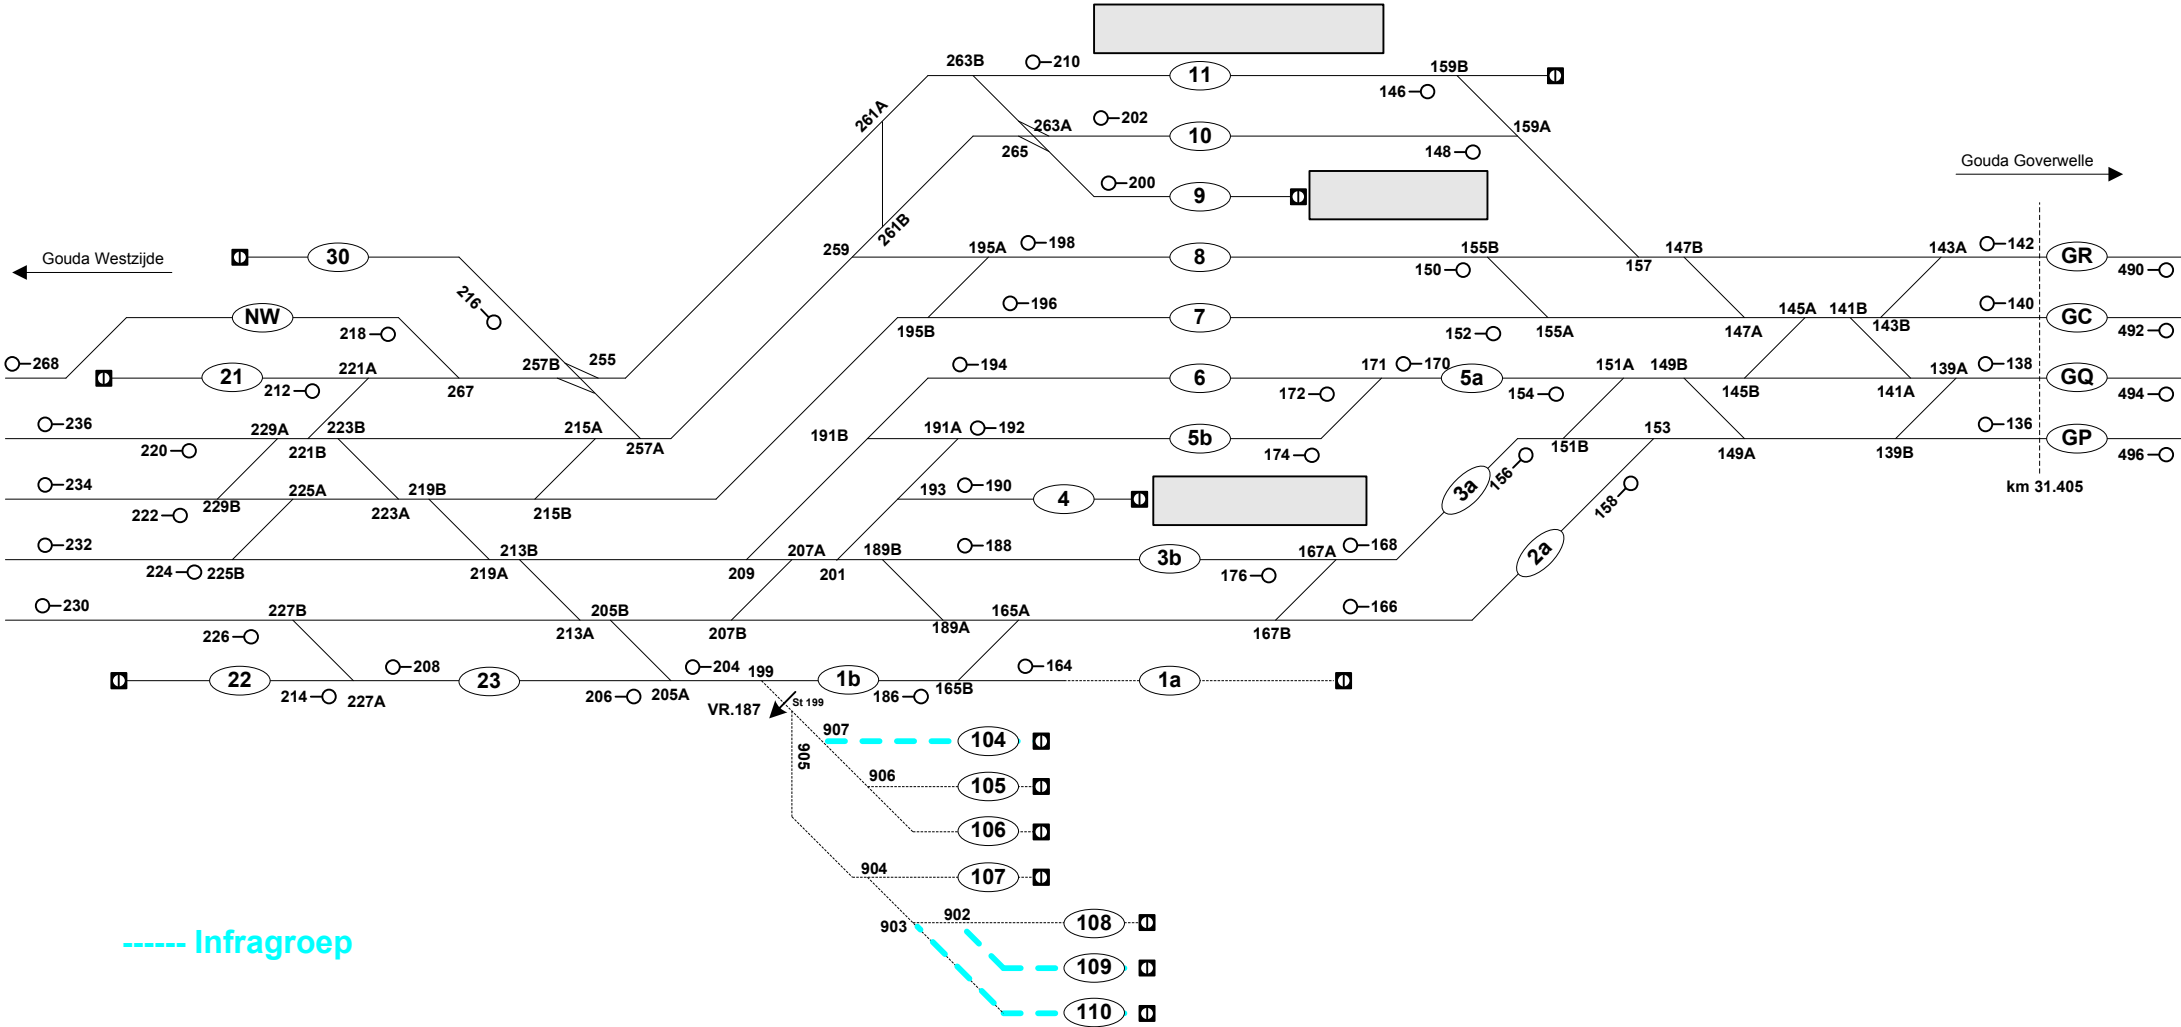 263B
210
11
159B
146
261A
263A
202
10
159A
265
148
Gouda Goverwelle
200
9
Gouda Westzijde
30
259
261B
195A
198
8
155B
150
157
147B
143A
142
GR
490
216
NW
218
195B
196
7
152
155A
147A
145A
141B
143B
140
GC
492
268
21
212
221A
267
257B
255
194
6
172
171
170
5a
154
151A
149B
145B
141A
139A
138
GQ
494
236
220
229A
221B
223B
215A
257A
191B
191A
192
5b
174
156
151B
153
149A
139B
136
GP
496
234
222
229B
225A
223A
219B
215B
193
190
4
3a
158
km 31.405
232
224
225B
219A
213B
209
207A
201
189B
188
3b
176
167A
168
2a
230
226
227B
213A
205B
207B
189A
165A
167B
166
22
214
227A
208
23
206
205A
204
199
1b
186
165B
164
1a
VR.187
St 199
907
104
905
906
105
106
904
107
903
902
108
------ Infragroep
109
110